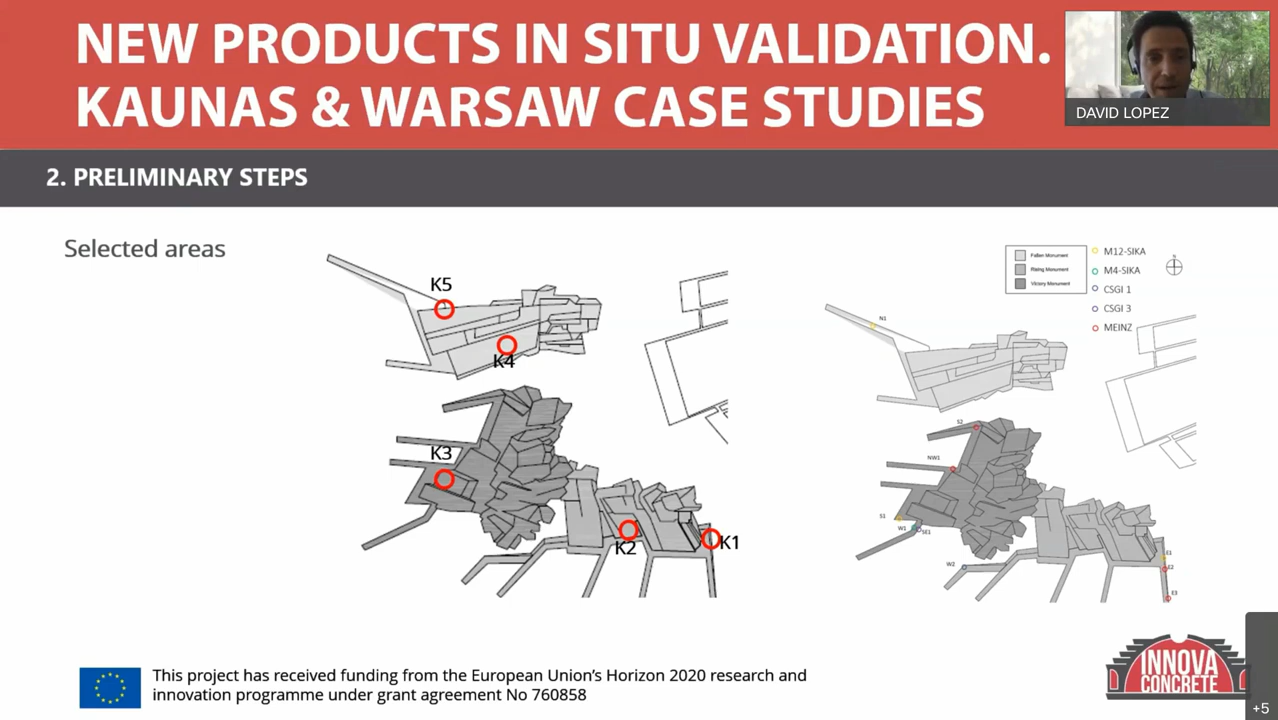 NEW PRODUCTS IN SITU VALIDATION.
KAUNAS & WARSAW CASE STUDIES
DAVID LOPEZ
2. PRELIMINARY STEPS
Selected areas
K5
K4
K3
K2
K1
Fallen Monument
Rising Monument
Victory Monument
M12-SIKA
M4-SIKA
CSGI 1
CSGI 3
MEINZ
N
N1
S2
NW1
S1
W1
SE1
W2
E1
E2
E3
This project has received funding from the European Union's Horizon 2020 research and
innovation programme under grant agreement No 760858
INNOVA
CONCRETE
+5